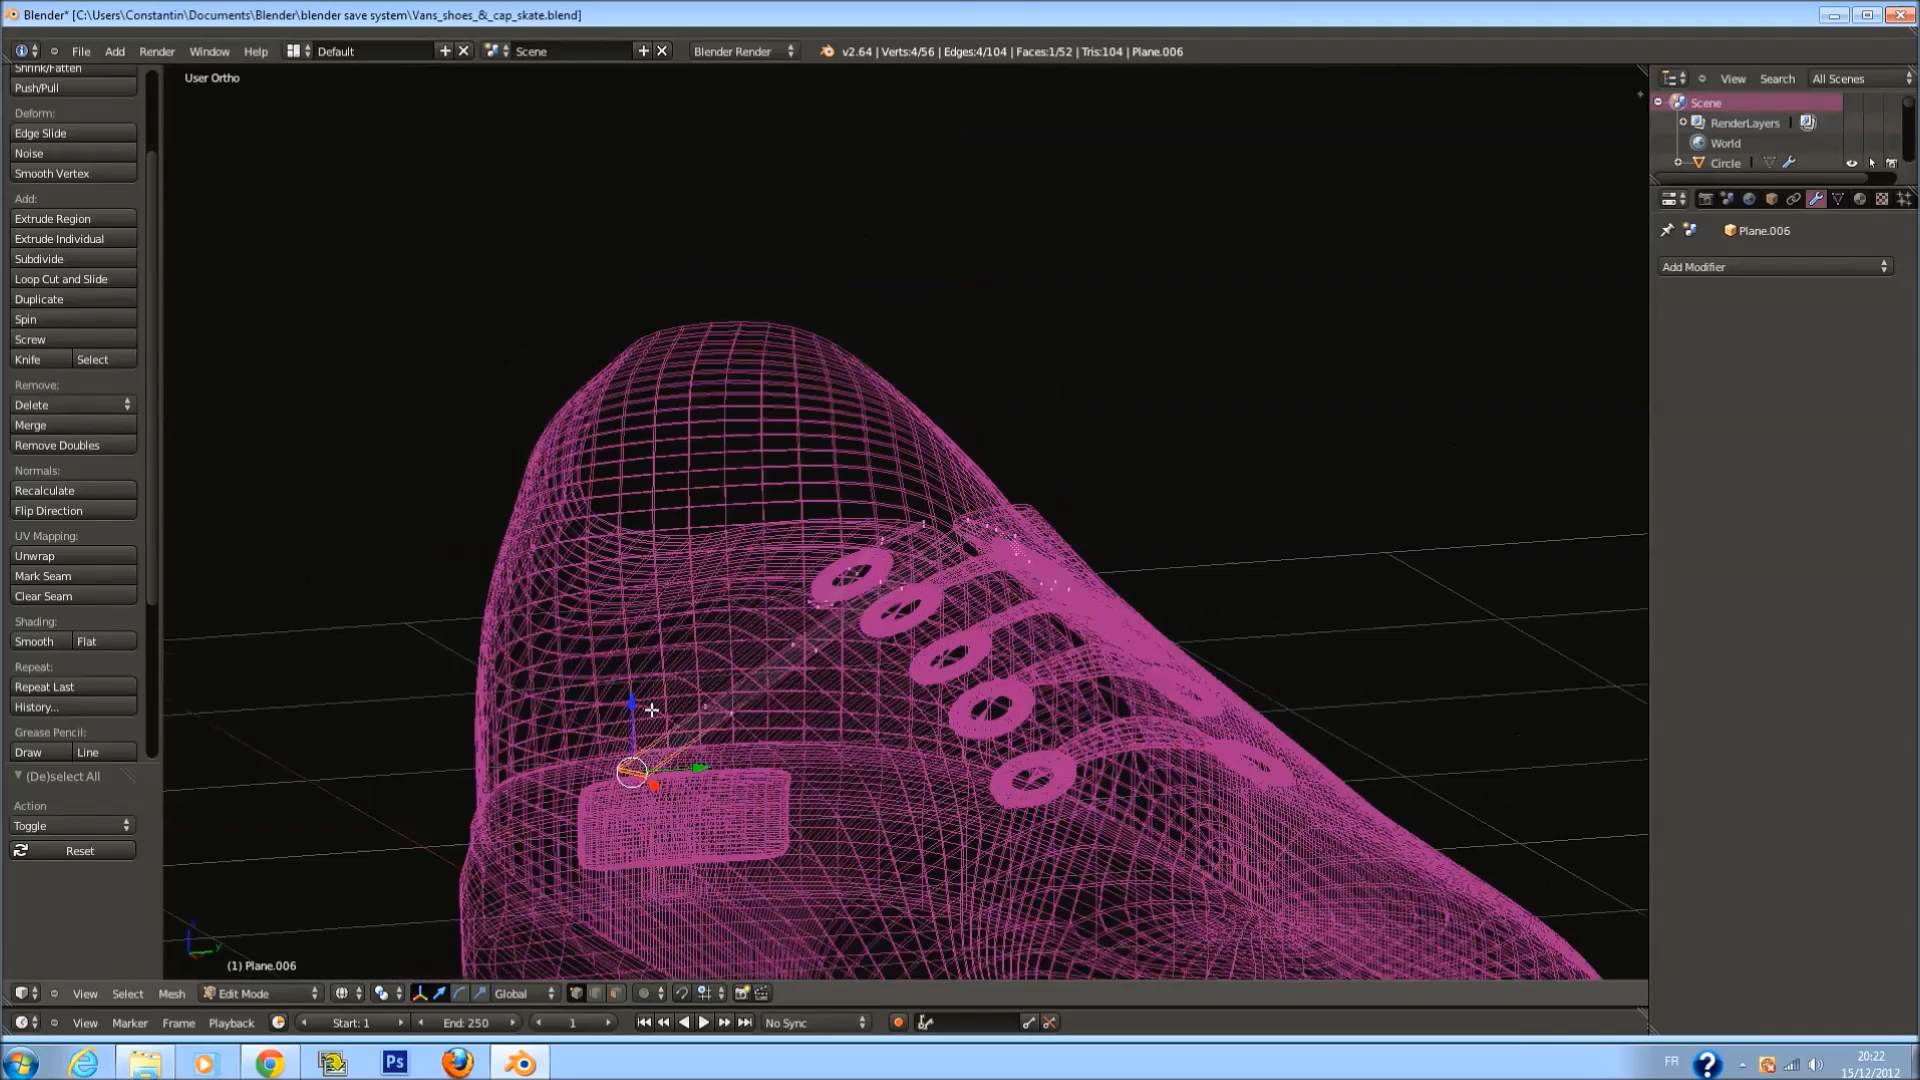 Blender* [C:\Users\Constantin\Documents\Blender\blender save system\Vans_shoes_&_cap_skate.blend]
File Add Render Window Help Default Scene Blender Render v2.64 | Verts:4/56 | Edges:4/104 | Faces:1/52 | Tris:104 | Plane.006
Shrink/Fatten
Push/Pull
Deform:
Edge Slide
Noise
Smooth Vertex
Add:
Extrude Region
Extrude Individual
Subdivide
Loop Cut and Slide
Duplicate
Spin
Screw
Knife Select
Remove:
Delete
Merge
Remove Doubles
Normals:
Recalculate
Flip Direction
UV Mapping:
Unwrap
Mark Seam
Clear Seam
Shading:
Smooth Flat
Repeat:
Repeat Last
History...
Grease Pencil:
Draw Line
(De)select All
Action
Toggle
Reset
User Ortho
(1) Plane.006
View Search All Scenes
Scene
RenderLayers
World
Circle
Plane.006
Add Modifier
View Select Mesh Edit Mode Global
View Marker Frame Playback Start: 1 End: 250 1 No Sync
Ps
FR
20:22
15/12/2012